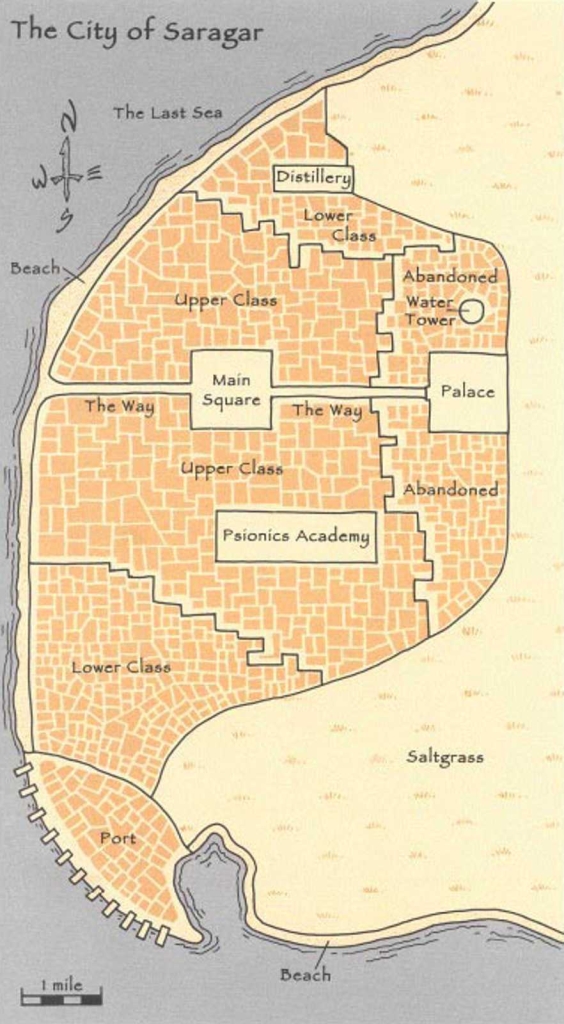 The City of Saragar
N
W E
S
The Last Sea
Distillery
Lower
Class
Beach
Abandoned
Water
Tower
Upper Class
Main
Square
Palace
The Way
The Way
Upper Class
Abandoned
Psionics Academy
Lower Class
Saltgrass
Port
Beach
1 mile